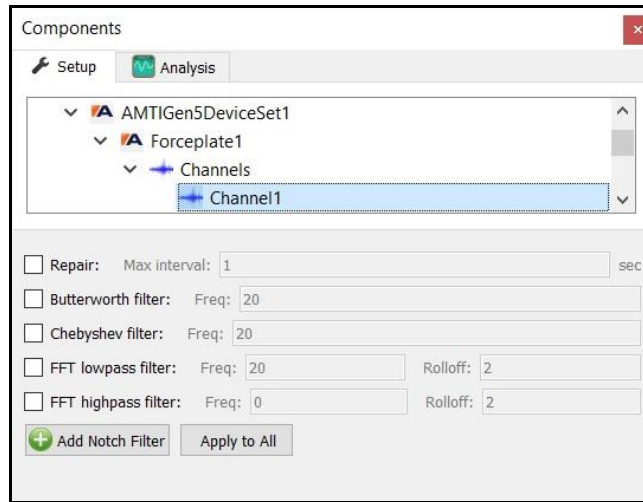 Components
Setup Analysis
AMTIGen5DeviceSet1
Forceplate1
Channels
Channel1
Repair: Max interval: 1 sec
Butterworth filter: Freq: 20
Chebyshev filter: Freq: 20
FFT lowpass filter: Freq: 20 Rolloff: 2
FFT highpass filter: Freq: 0 Rolloff: 2
Add Notch Filter Apply to All